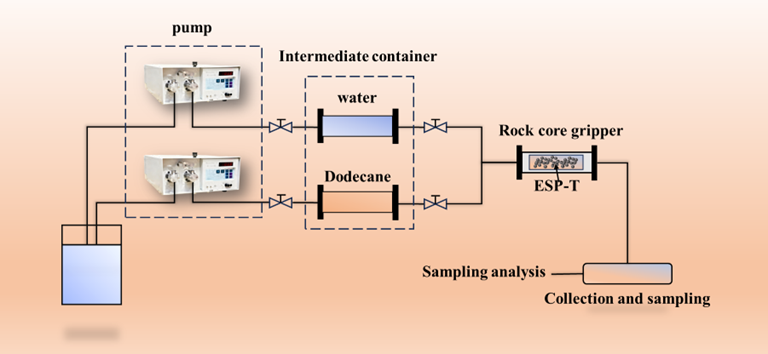 pump
Intermediate container
water
Rock core gripper
Dodecane
ESP-T
Sampling analysis
Collection and sampling